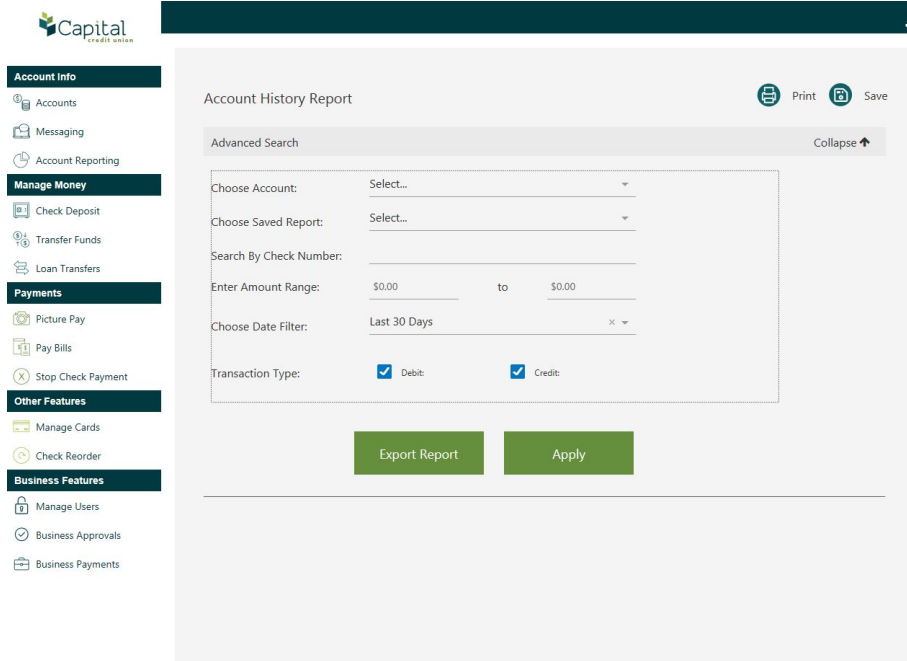 Capital
credit union
Account Info
Accounts
Messaging
Account Reporting
Manage Money
Check Deposit
Transfer Funds
Loan Transfers
Payments
Picture Pay
Pay Bills
Stop Check Payment
Other Features
Manage Cards
Check Reorder
Business Features
Manage Users
Business Approvals
Business Payments
Account History Report
Print Save
Advanced Search Collapse
Choose Account: Select...
Choose Saved Report: Select...
Search By Check Number:
Enter Amount Range: $0.00 to $0.00
Choose Date Filter: Last 30 Days
Transaction Type: Debit: Credit:
Export Report Apply